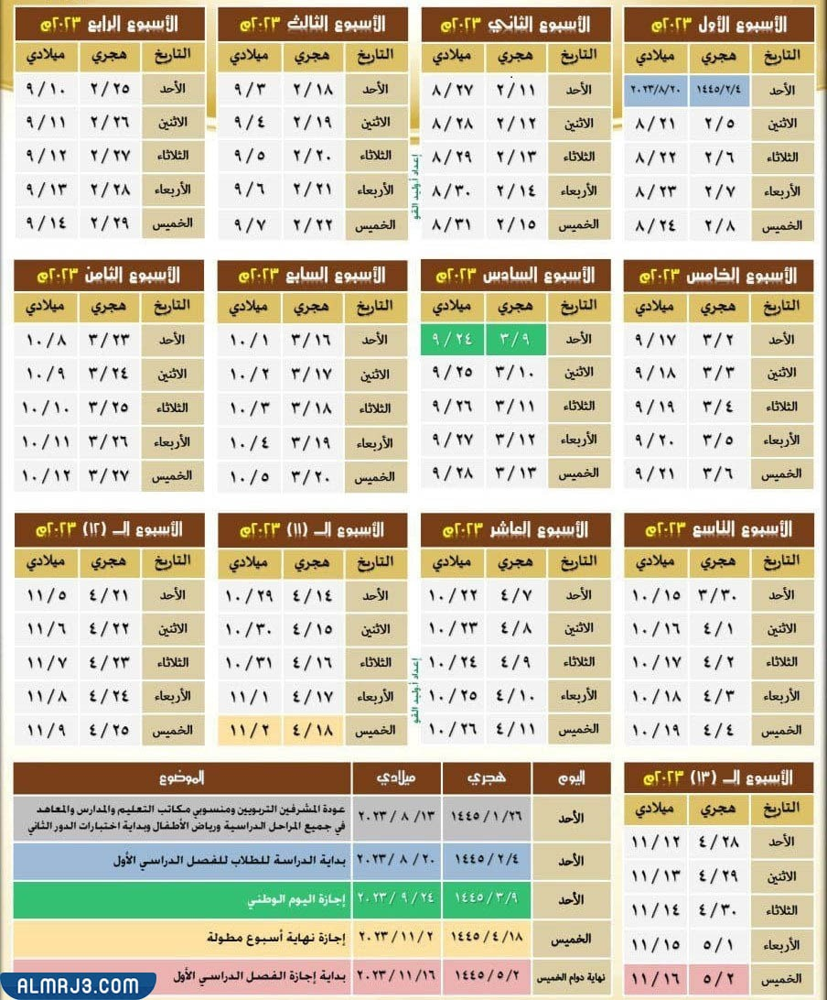 الأسبوع الأول ٢٠٢٣م
التاريخ هجري ميلادي
الأحد ١٤٤٥/٢/٤ ٢٠٢٣/٨/٢٠
الاثنين ٢/٥ ٨/٢١
الثلاثاء ٢/٦ ٨/٢٢
الأربعاء ٢/٧ ٨/٢٣
الخميس ٢/٨ ٨/٢٤
الأسبوع الثاني ٢٠٢٣م
التاريخ هجري ميلادي
الأحد ٢/١١ ٨/٢٧
الاثنين ٢/١٢ ٨/٢٨
الثلاثاء ٢/١٣ ٨/٢٩
الأربعاء ٢/١٤ ٨/٣٠
الخميس ٢/١٥ ٨/٣١
إعداد أ.وليد القو
الأسبوع الثالث ٢٠٢٣م
التاريخ هجري ميلادي
الأحد ٢/١٨ ٩/٣
الاثنين ٢/١٩ ٩/٤
الثلاثاء ٢/٢٠ ٩/٥
الأربعاء ٢/٢١ ٩/٦
الخميس ٢/٢٢ ٩/٧
الأسبوع الرابع ٢٠٢٣م
التاريخ هجري ميلادي
الأحد ٢/٢٥ ٩/١٠
الاثنين ٢/٢٦ ٩/١١
الثلاثاء ٢/٢٧ ٩/١٢
الأربعاء ٢/٢٨ ٩/١٣
الخميس ٢/٢٩ ٩/١٤
الأسبوع الخامس ٢٠٢٣م
التاريخ هجري ميلادي
الأحد ٣/٢ ٩/١٧
الاثنين ٣/٣ ٩/١٨
الثلاثاء ٣/٤ ٩/١٩
الأربعاء ٣/٥ ٩/٢٠
الخميس ٣/٦ ٩/٢١
الأسبوع السادس ٢٠٢٣م
التاريخ هجري ميلادي
الأحد ٣/٩ ٩/٢٤
الاثنين ٣/١٠ ٩/٢٥
الثلاثاء ٣/١١ ٩/٢٦
الأربعاء ٣/١٢ ٩/٢٧
الخميس ٣/١٣ ٩/٢٨
الأسبوع السابع ٢٠٢٣م
التاريخ هجري ميلادي
الأحد ٣/١٦ ١٠/١
الاثنين ٣/١٧ ١٠/٢
الثلاثاء ٣/١٨ ١٠/٣
الأربعاء ٣/١٩ ١٠/٤
الخميس ٣/٢٠ ١٠/٥
الأسبوع الثامن ٢٠٢٣م
التاريخ هجري ميلادي
الأحد ٣/٢٣ ١٠/٨
الاثنين ٣/٢٤ ١٠/٩
الثلاثاء ٣/٢٥ ١٠/١٠
الأربعاء ٣/٢٦ ١٠/١١
الخميس ٣/٢٧ ١٠/١٢
الأسبوع التاسع ٢٠٢٣م
التاريخ هجري ميلادي
الأحد ٣/٣٠ ١٠/١٥
الاثنين ٤/١ ١٠/١٦
الثلاثاء ٤/٢ ١٠/١٧
الأربعاء ٤/٣ ١٠/١٨
الخميس ٤/٤ ١٠/١٩
الأسبوع العاشر ٢٠٢٣م
التاريخ هجري ميلادي
الأحد ٤/٧ ١٠/٢٢
الاثنين ٤/٨ ١٠/٢٣
الثلاثاء ٤/٩ ١٠/٢٤
الأربعاء ٤/١٠ ١٠/٢٥
الخميس ٤/١١ ١٠/٢٦
إعداد أ.وليد القو
الأسبوع الـ (١١) ٢٠٢٣م
التاريخ هجري ميلادي
الأحد ٤/١٤ ١٠/٢٩
الاثنين ٤/١٥ ١٠/٣٠
الثلاثاء ٤/١٦ ١٠/٣١
الأربعاء ٤/١٧ ١١/١
الخميس ٤/١٨ ١١/٢
الأسبوع الـ (١٢) ٢٠٢٣م
التاريخ هجري ميلادي
الأحد ٤/٢١ ١١/٥
الاثنين ٤/٢٢ ١١/٦
الثلاثاء ٤/٢٣ ١١/٧
الأربعاء ٤/٢٤ ١١/٨
الخميس ٤/٢٥ ١١/٩
الأسبوع الـ (١٣) ٢٠٢٣م
التاريخ هجري ميلادي
الأحد ٤/٢٨ ١١/١٢
الاثنين ٤/٢٩ ١١/١٣
الثلاثاء ٤/٣٠ ١١/١٤
الأربعاء ٥/١ ١١/١٥
الخميس ٥/٢ ١١/١٦
اليوم هجري ميلادي الموضوع
الأحد ١٤٤٥/١/٢٦ ٢٠٢٣/٨/١٣ عودة المشرفين التربويين ومنسوبي مكاتب التعليم والمدارس والمعاهد
في جميع المراحل الدراسية ورياض الأطفال وبداية اختبارات الدور الثاني
الأحد ١٤٤٥/٢/٤ ٢٠٢٣/٨/٢٠ بداية الدراسة للطلاب للفصل الدراسي الأول
الأحد ١٤٤٥/٣/٩ ٢٠٢٣/٩/٢٤ إجازة اليوم الوطني
الخميس ١٤٤٥/٤/١٨ ٢٠٢٣/١١/٢ إجازة نهاية أسبوع مطولة
نهاية دوام الخميس ١٤٤٥/٥/٢ ٢٠٢٣/١١/١٦ بداية إجازة الفصل الدراسي الأول
ALMRJ3.COM